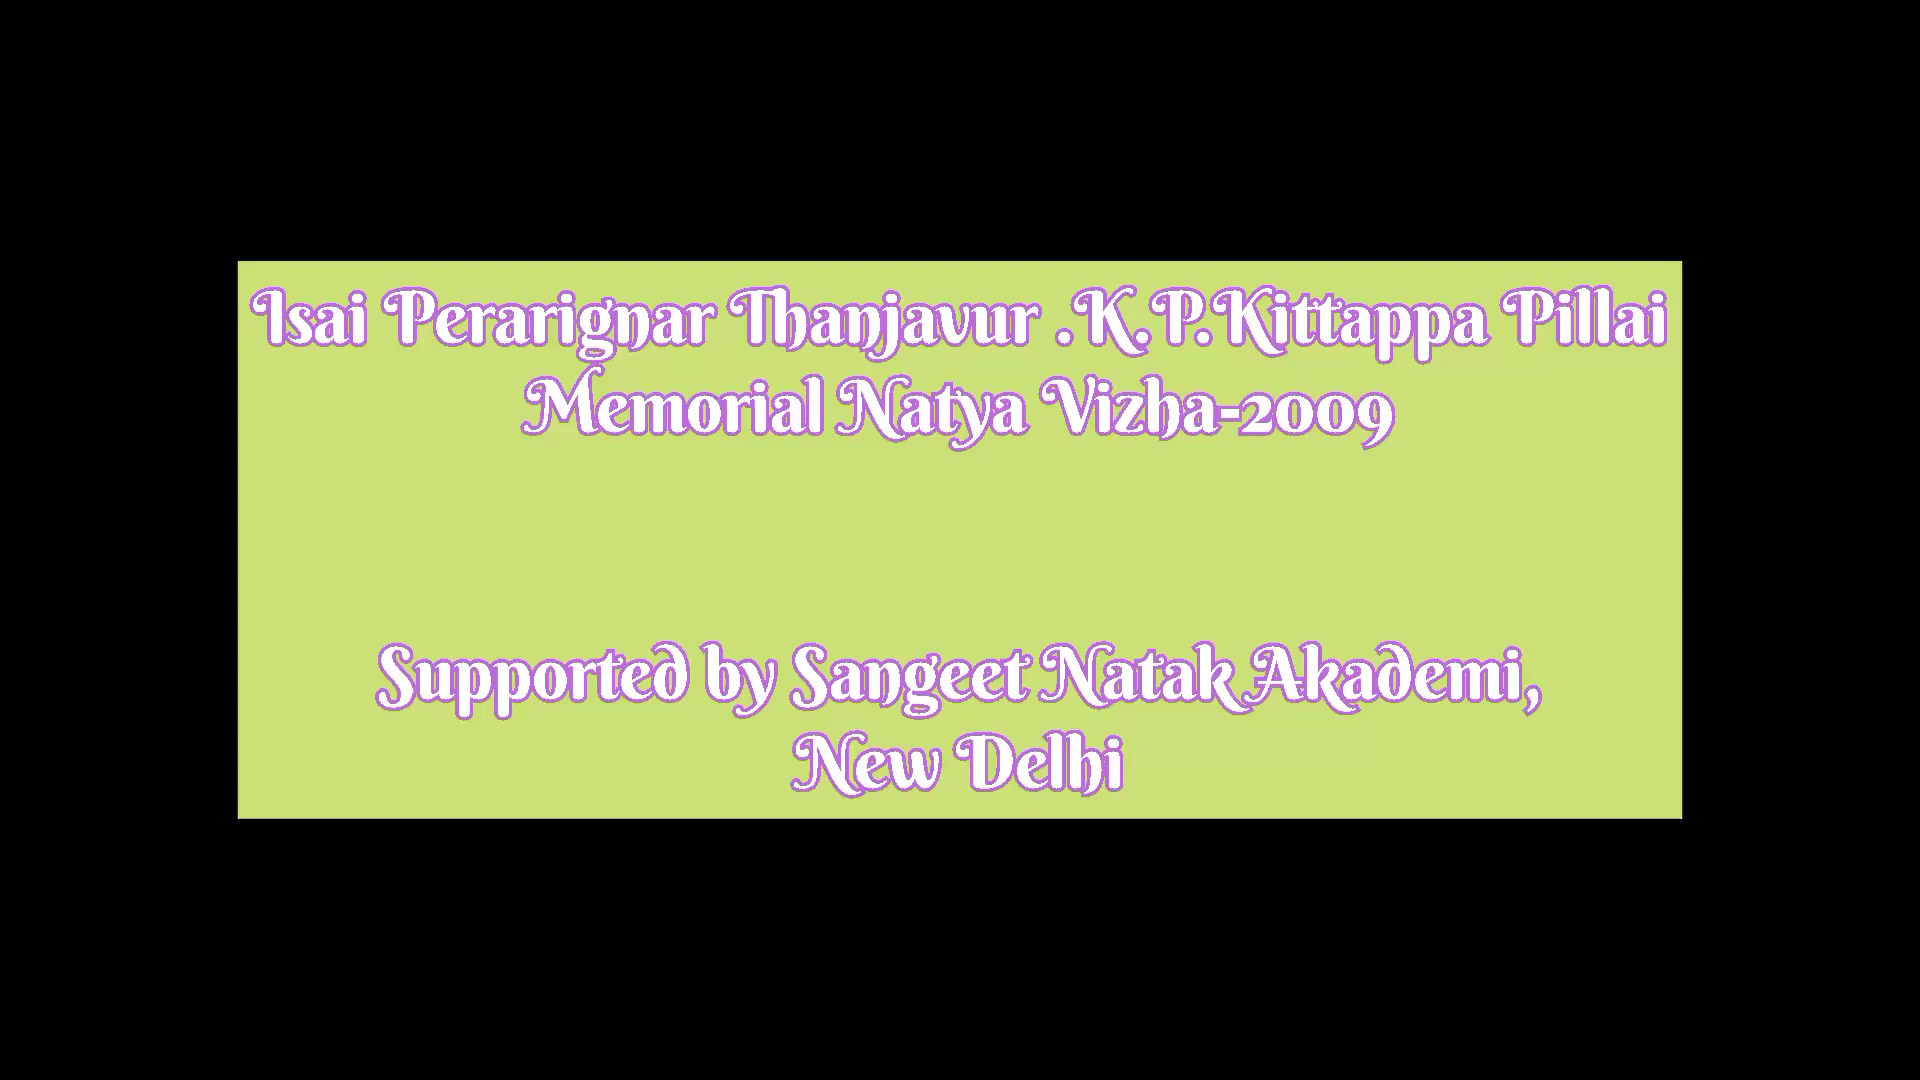 Isai Perarignar Thanjavur .K.P.Kittappa Pillai
Memorial Natya Vizha-2009
Supported by Sangeet Natak Akademi,
New Delhi